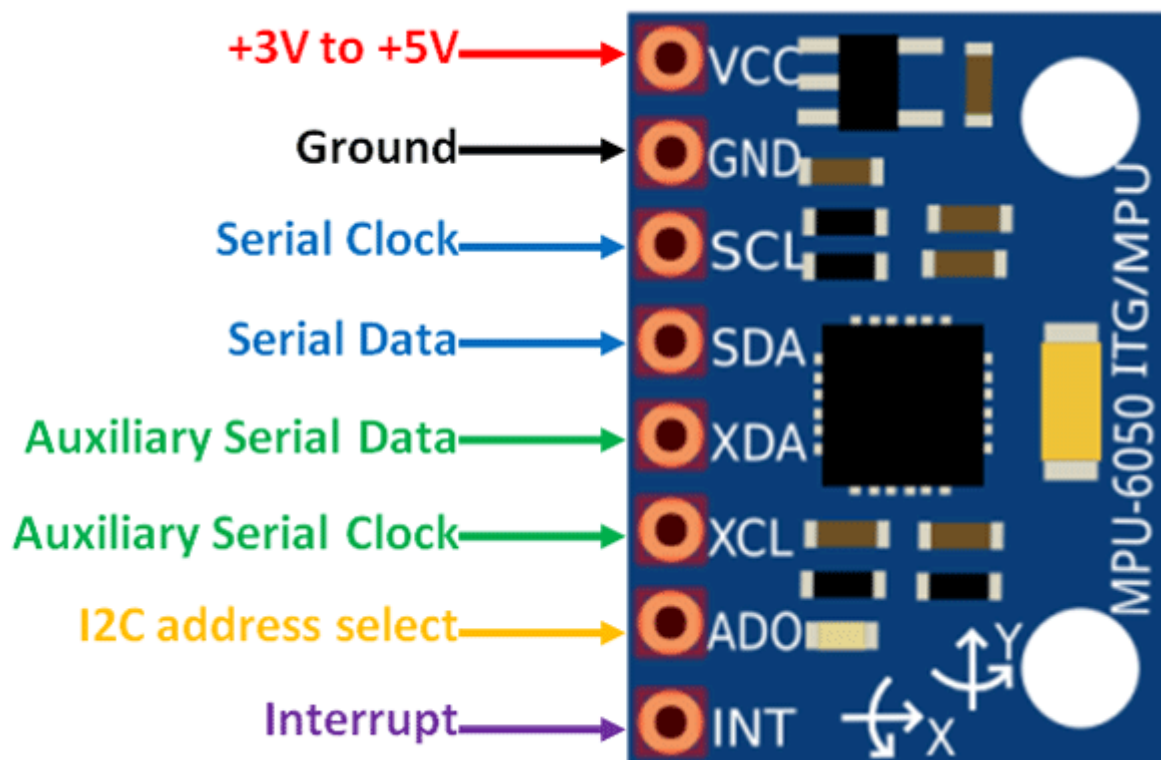 +3V to +5V
VCC
Ground
GND
Serial Clock
SCL
Serial Data
SDA
Auxiliary Serial Data
XDA
Auxiliary Serial Clock
XCL
I2C address select
ADO
Interrupt
INT
X
Y
MPU-6050 ITG/MPU